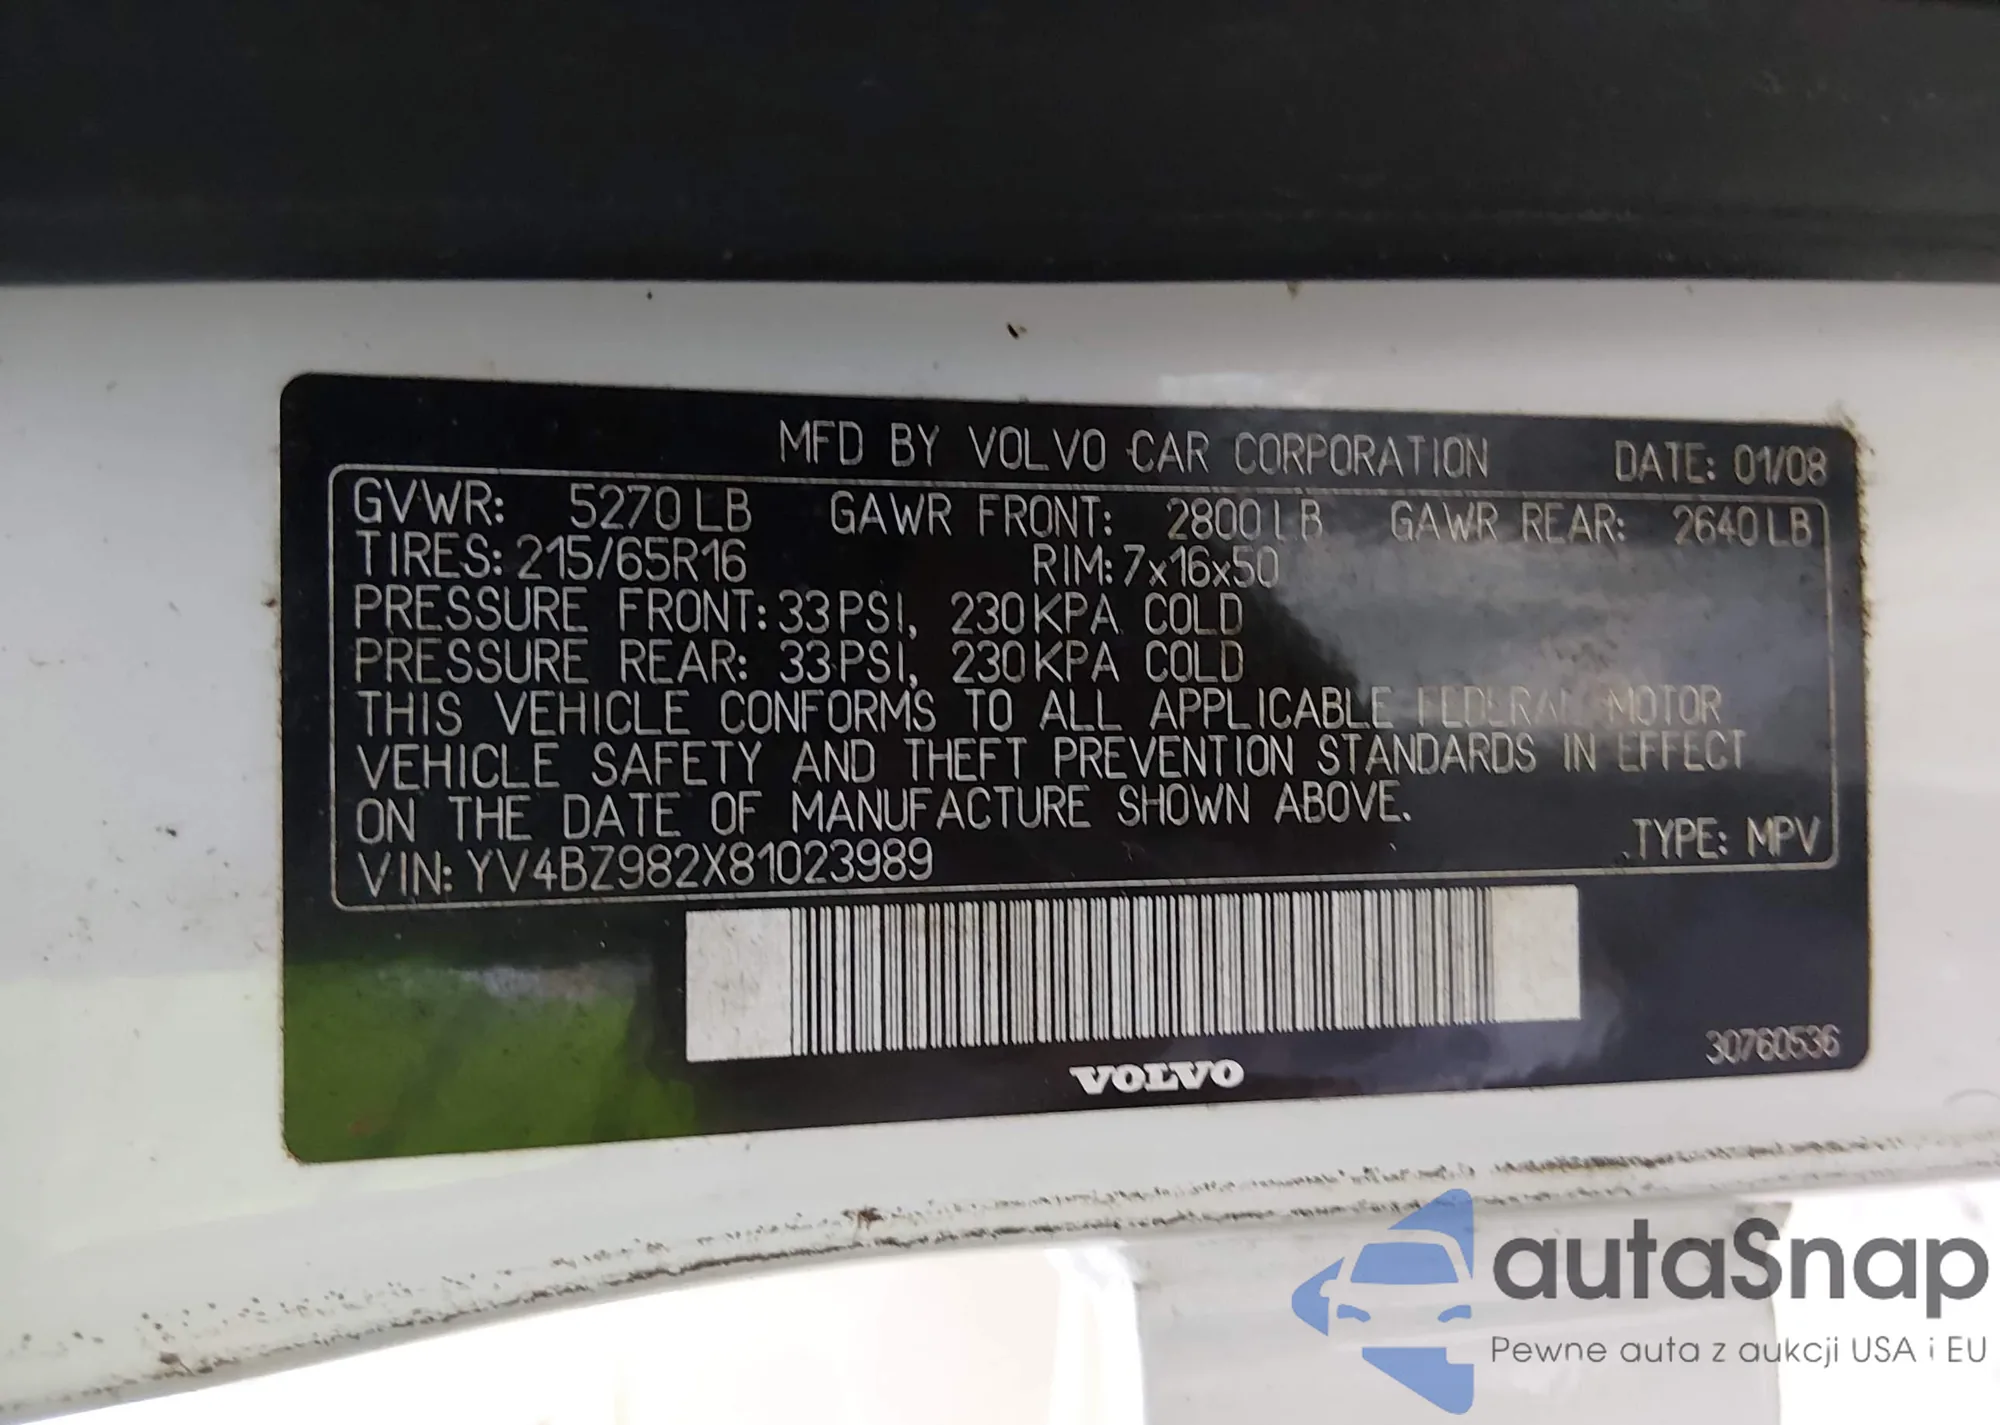 MFD BY VOLVO CAR CORPORATION DATE: 01/08
GVWR: 5270 LB GAWR FRONT: 2800 LB GAWR REAR: 2640 LB
TIRES: 215/65R16 RIM: 7x16x50
PRESSURE FRONT: 33 PSI, 230 KPA COLD
PRESSURE REAR: 33 PSI, 230 KPA COLD
THIS VEHICLE CONFORMS TO ALL APPLICABLE FEDERAL MOTOR
VEHICLE SAFETY AND THEFT PREVENTION STANDARDS IN EFFECT
ON THE DATE OF MANUFACTURE SHOWN ABOVE.
VIN: YV4BZ982X81023989 TYPE: MPV
30760536
VOLVO
autaSnap
Pewne auta z aukcji USA i EU